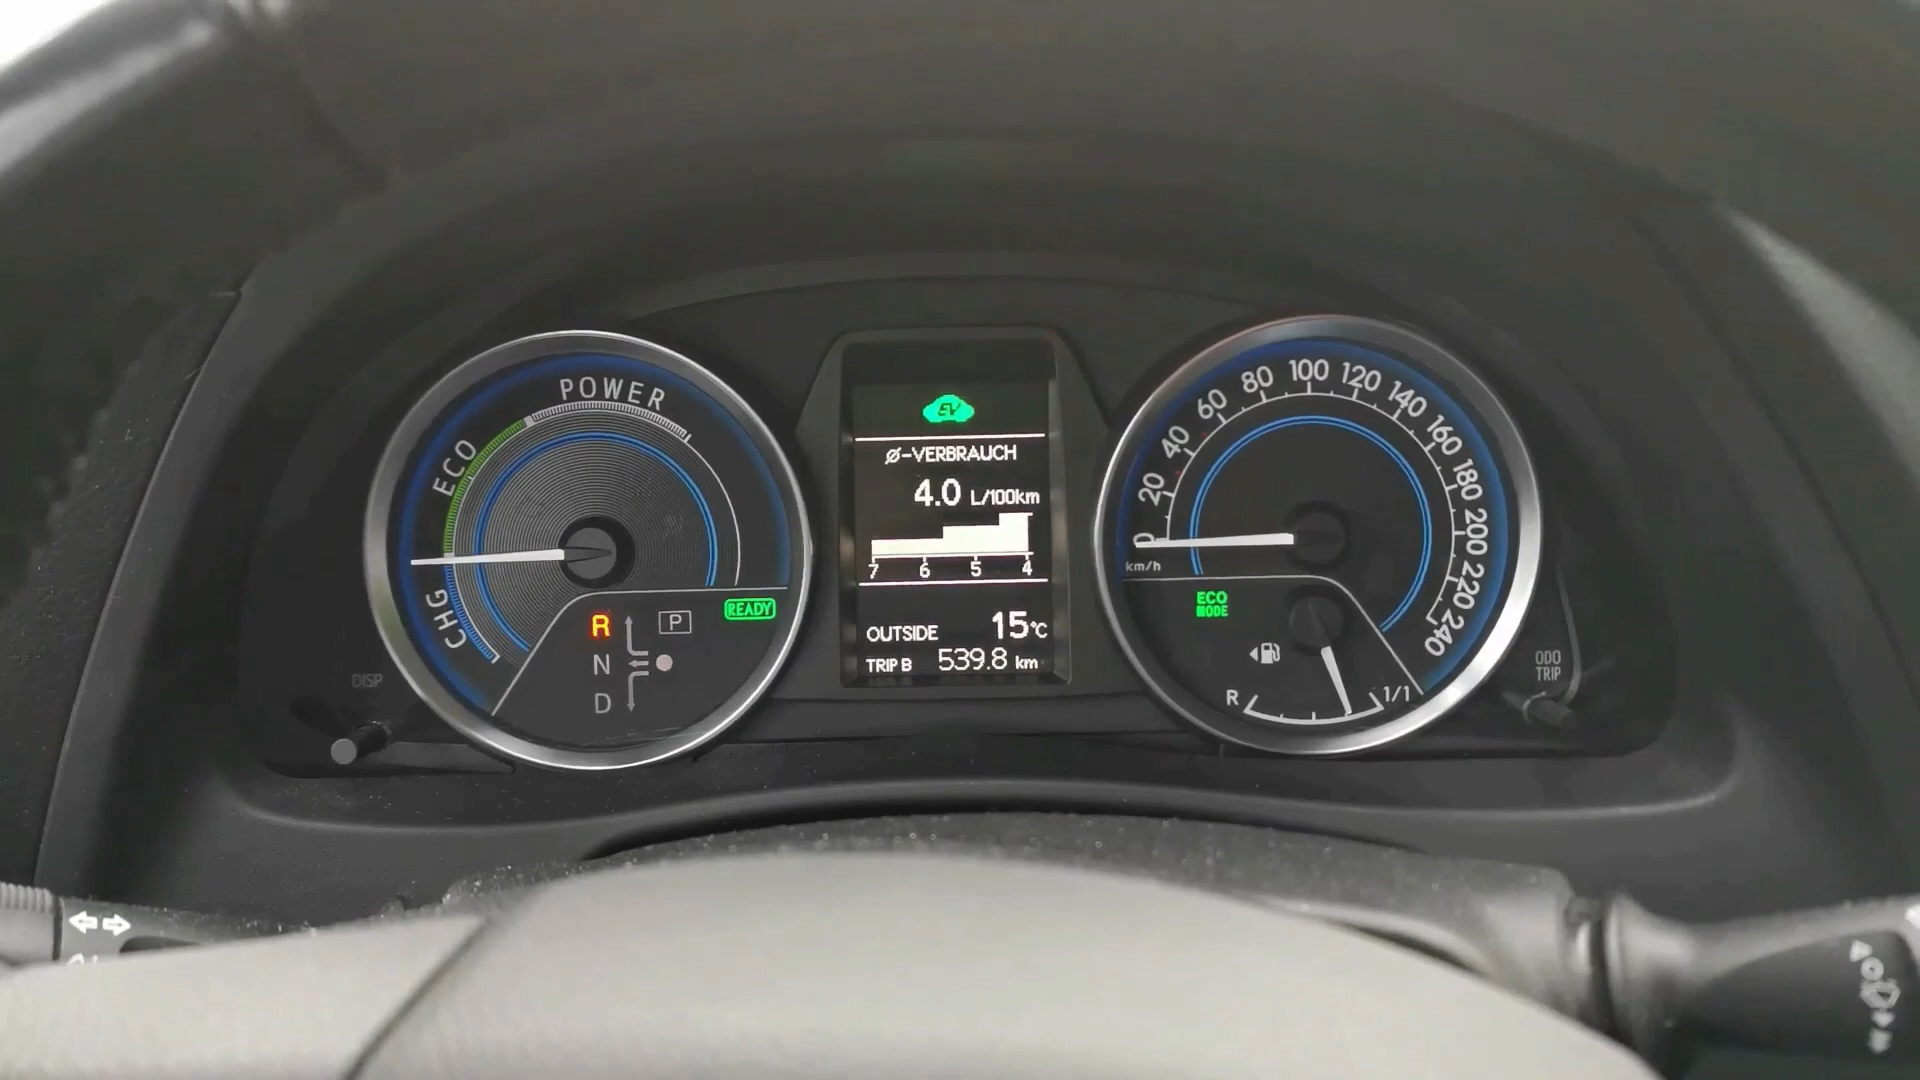 POWER
ECO
CHG
R
N
D
P
READY
DISP
EV
ø-VERBRAUCH
4.0 L/100km
7 6 5 4
OUTSIDE 15°C
TRIP B 539.8 km
0 20 40 60 80 100 120 140 160 180 200 220 240
km/h
ECO
MODE
R 1/1
ODO
TRIP